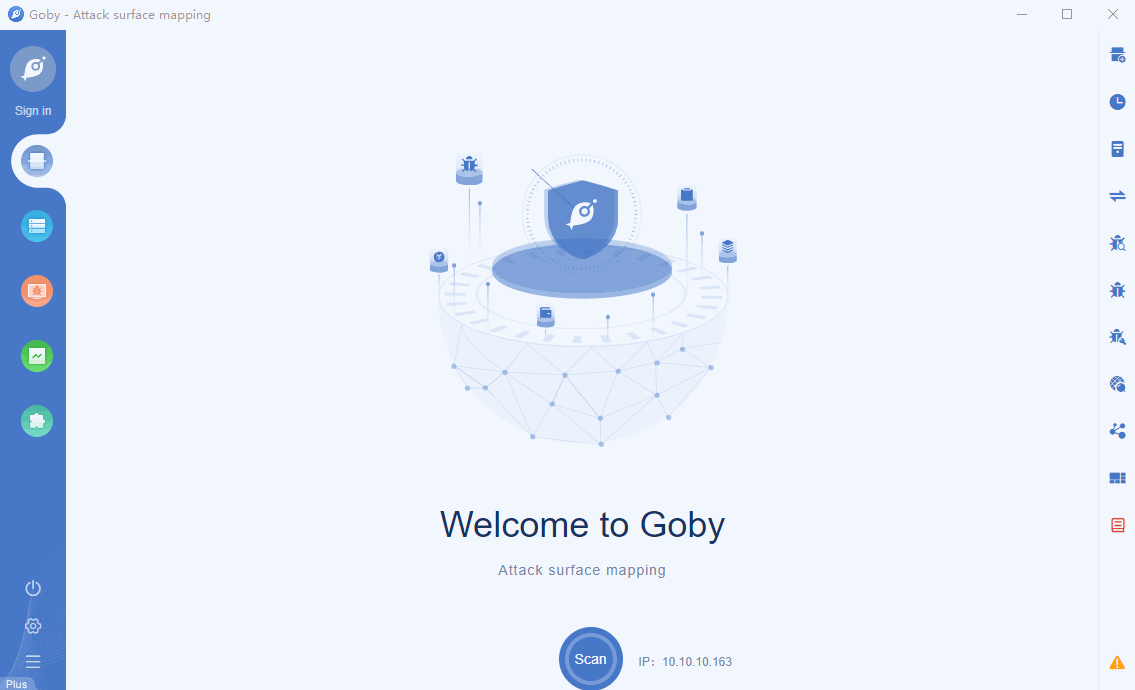 Goby - Attack surface mapping
Sign in
Welcome to Goby
Attack surface mapping
Scan
IP: 10.10.10.163
Plus